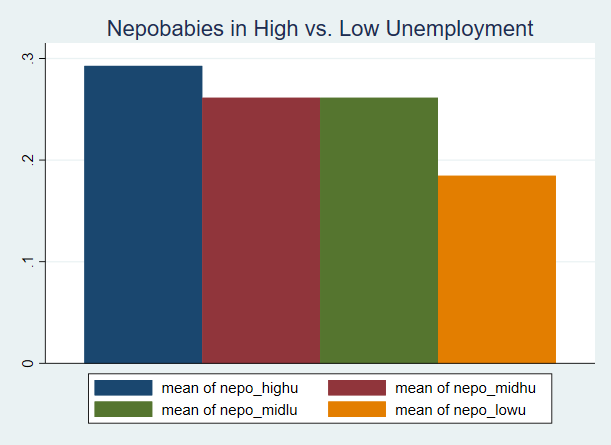 Nepobabies in High vs. Low Unemployment
.3
.2
.1
0
mean of nepo_highu mean of nepo_midhu
mean of nepo_midlu mean of nepo_lowu